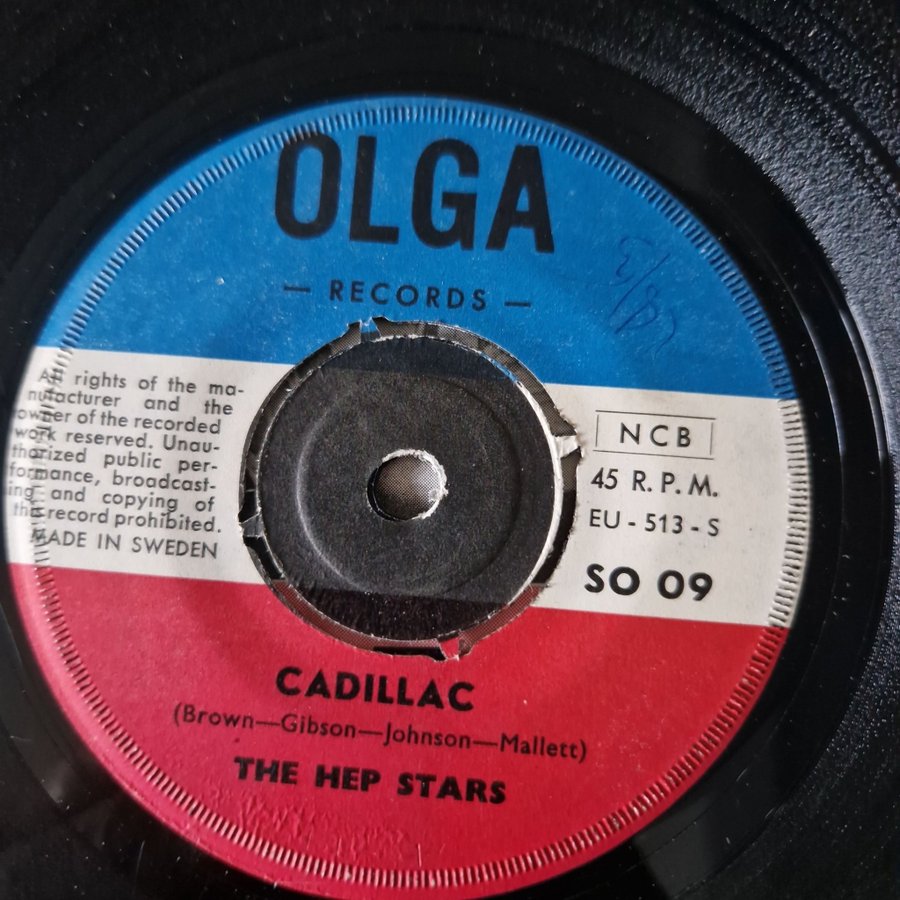 OLGA
— RECORDS —
All rights of the ma-
nufacturer and the
owner of the recorded
work reserved. Unau-
thorized public per-
formance, broadcast-
ing and copying of
this record prohibited.
MADE IN SWEDEN
NCB
45 R.P.M.
EU - 513 - S
SO 09
CADILLAC
(Brown—Gibson—Johnson—Mallett)
THE HEP STARS